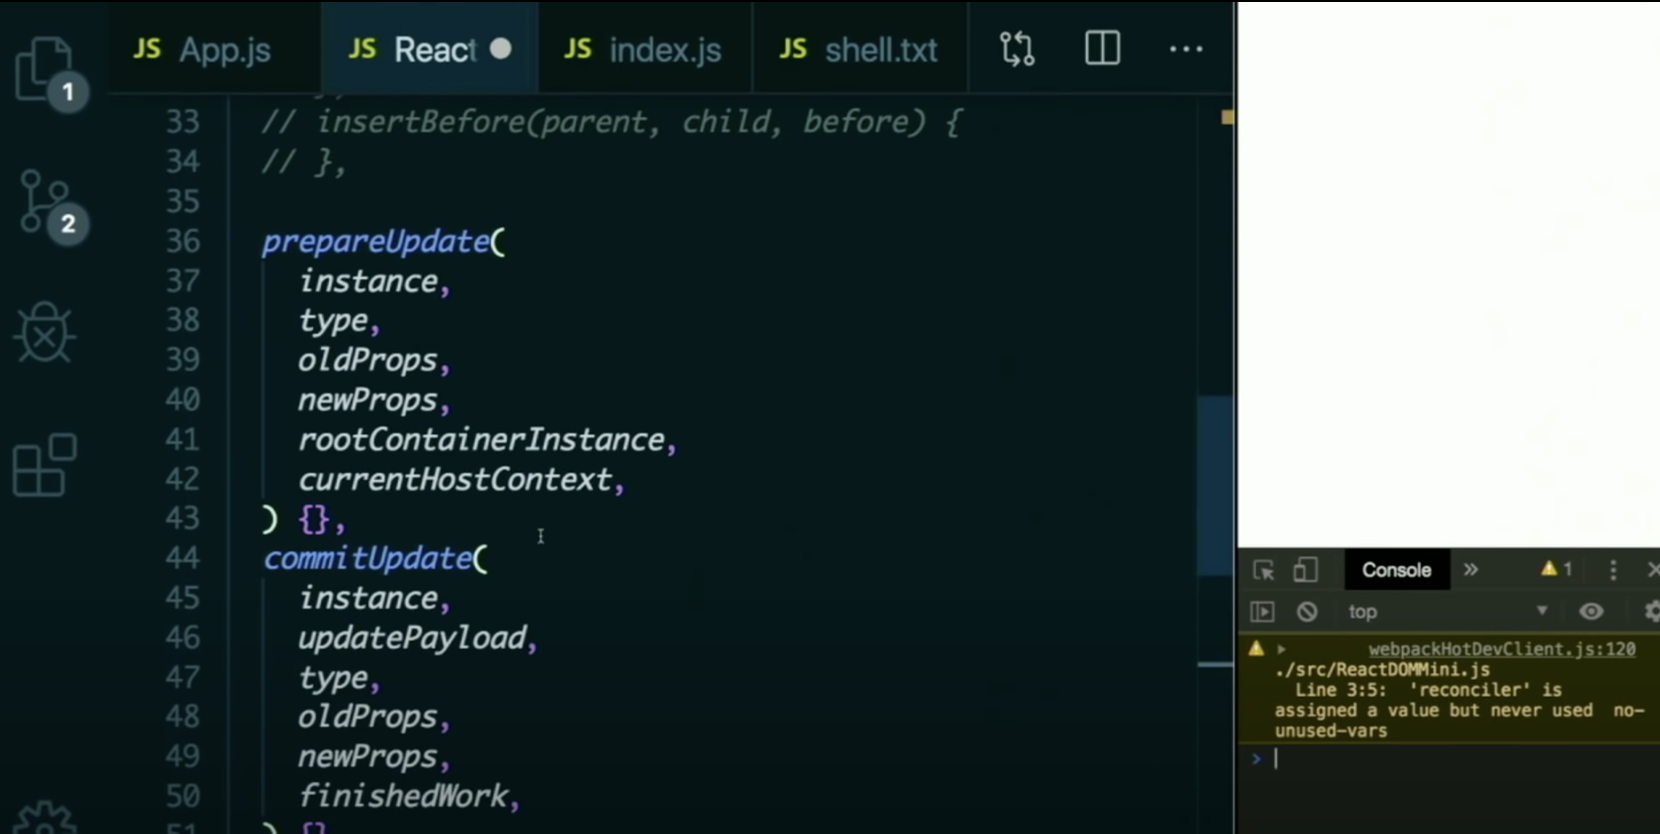 1
JS App.js
JS React
JS index.js
JS shell.txt
2
33 // insertBefore(parent, child, before) {
34 // },
35
36 prepareUpdate(
37 instance,
38 type,
39 oldProps,
40 newProps,
41 rootContainerInstance,
42 currentHostContext,
43 ) {},
44 commitUpdate(
45 instance,
46 updatePayload,
47 type,
48 oldProps,
49 newProps,
50 finishedWork,
51 ) {}
Console » 1
top
webpackHotDevClient.js:120
./src/ReactDOMMini.js
Line 3:5: 'reconciler' is
assigned a value but never used no-
unused-vars
>